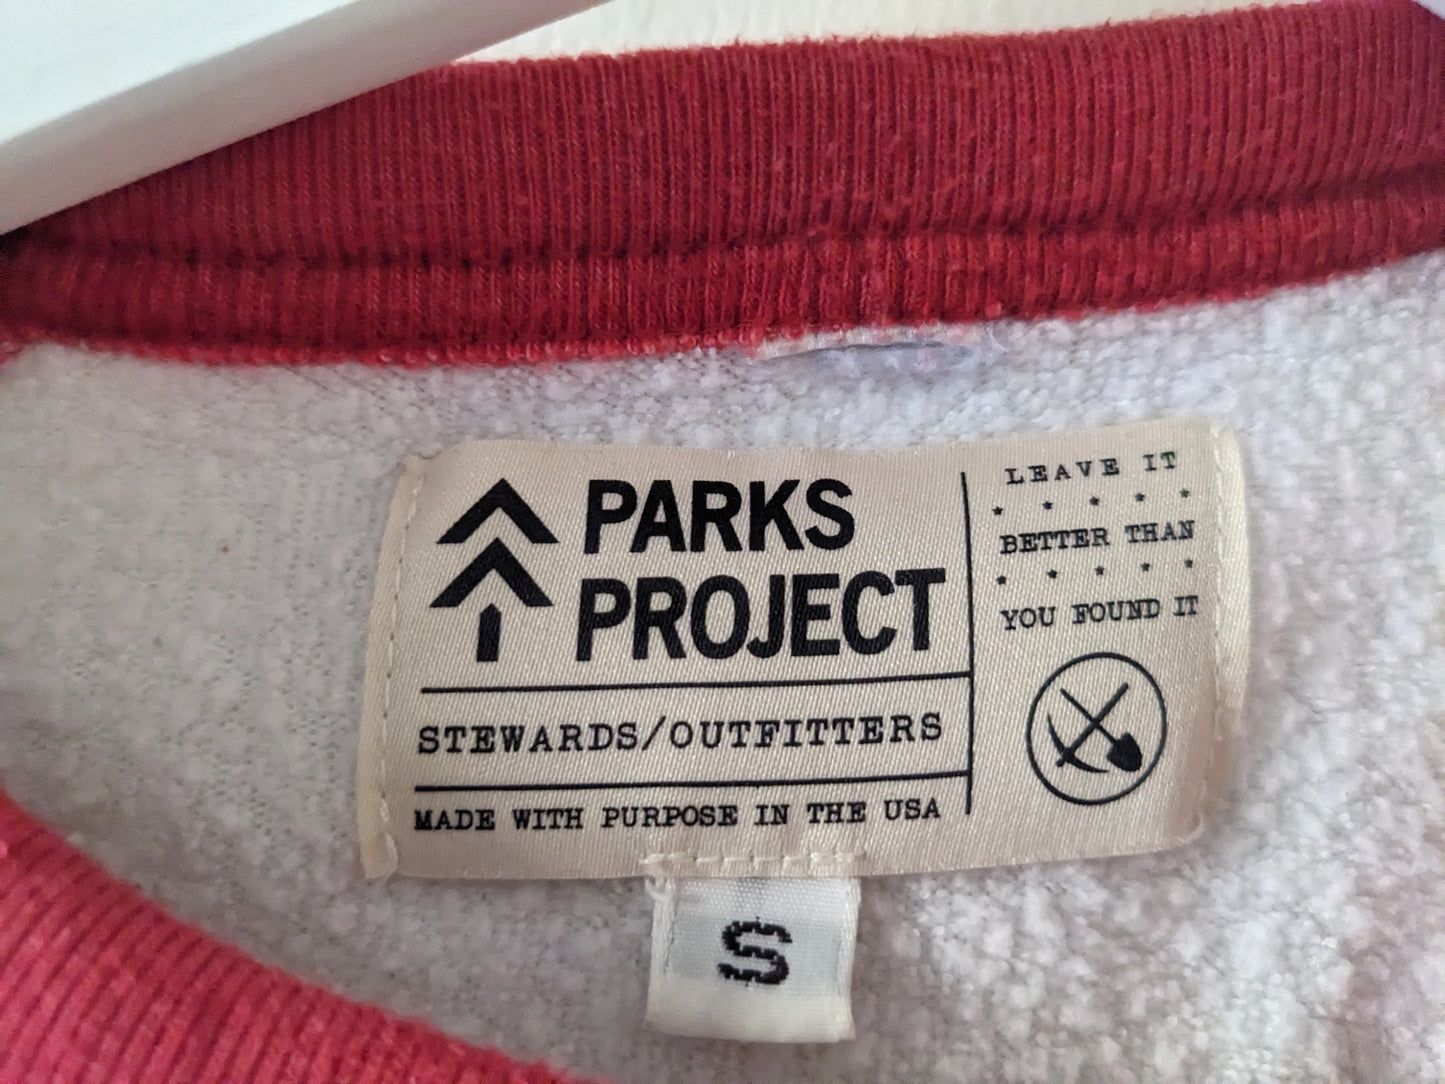 PARKS
PROJECT
STEWARDS/OUTFITTERS
MADE WITH PURPOSE IN THE USA
LEAVE IT
BETTER THAN
YOU FOUND IT
S